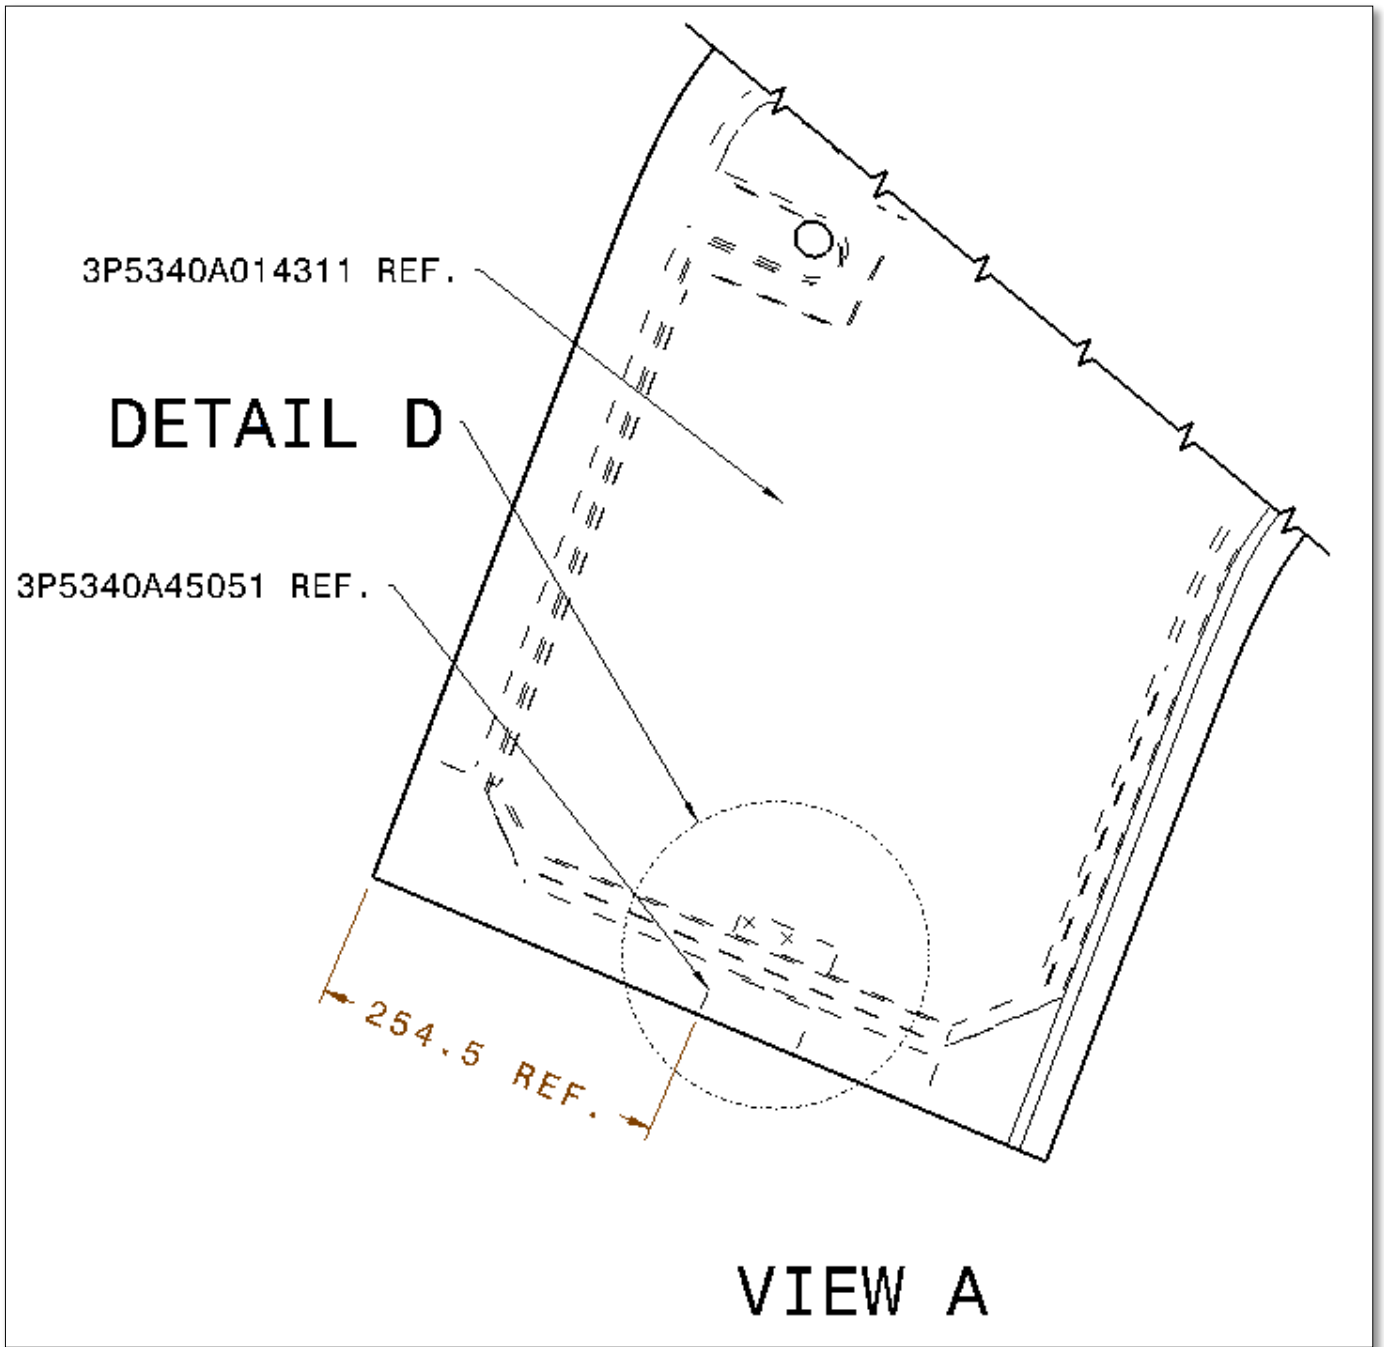 3P5340A014311 REF.
DETAIL D
3P5340A45051 REF.
254.5 REF.
VIEW A